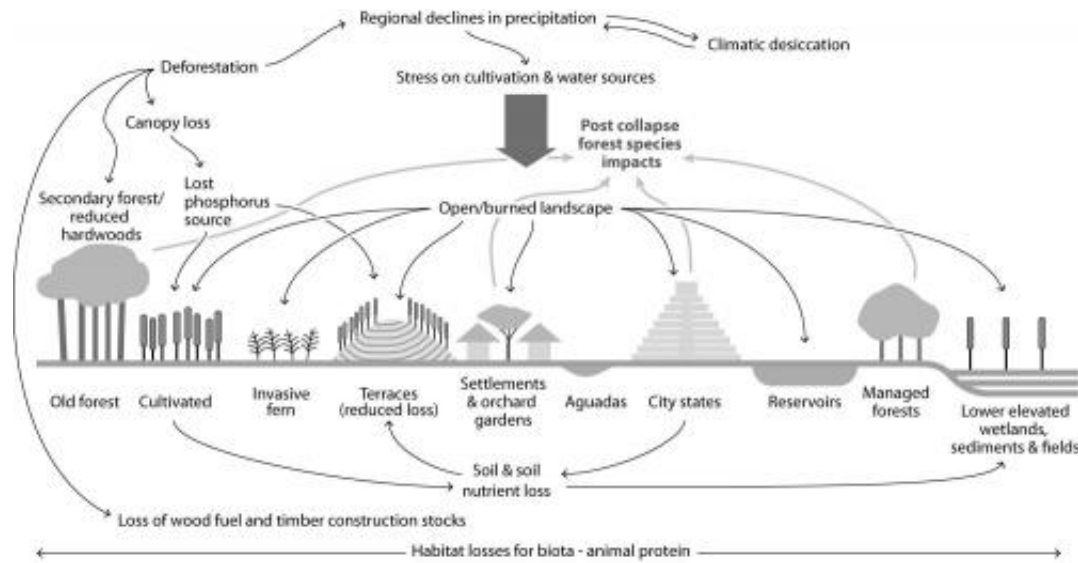 Regional declines in precipitation
Climatic desiccation
Deforestation
Stress on cultivation & water sources
Canopy loss
Post collapse
forest species
impacts
Secondary forest/
reduced
hardwoods
Lost
phosphorus
source
Open/burned landscape
Old forest
Cultivated
Invasive
fern
Terraces
(reduced loss)
Settlements
& orchard
gardens
Aguadas
City states
Reservoirs
Managed
forests
Lower elevated
wetlands,
sediments & fields
Soil & soil
nutrient loss
Loss of wood fuel and timber construction stocks
Habitat losses for biota - animal protein